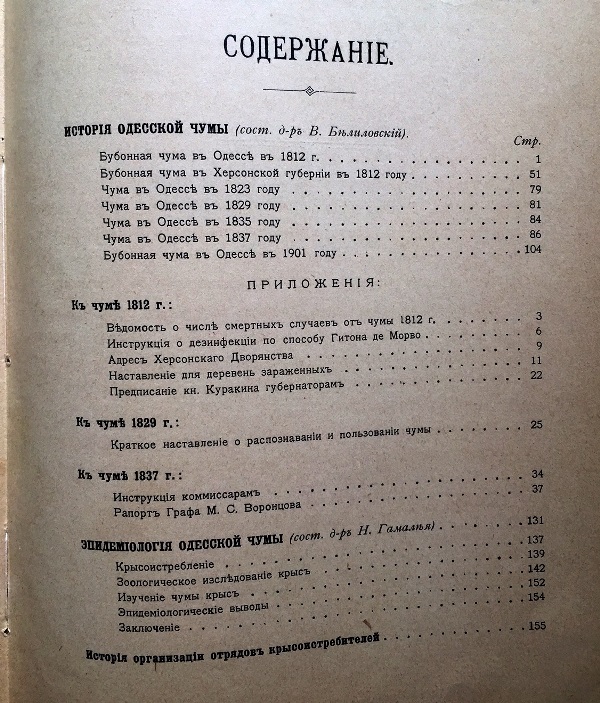 СОДЕРЖАНІЕ.
ИСТОРІЯ ОДЕССКОЙ ЧУМЫ (сост. д-ръ В. Бѣлиловскій).
Стр.
Бубонная чума въ Одессѣ въ 1812 г. 1
Бубонная чума въ Херсонской губерніи въ 1812 году 51
Чума въ Одессѣ въ 1823 году 79
Чума въ Одессѣ въ 1829 году 81
Чума въ Одессѣ въ 1835 году 84
Чума въ Одессѣ въ 1837 году 86
Бубонная чума въ Одессѣ въ 1901 году 104
ПРИЛОЖЕНІЯ:
Къ чумѣ 1812 г.:
Вѣдомость о числѣ смертныхъ случаевъ отъ чумы 1812 г. 3
Инструкція о дезинфекціи по способу Гитона де Морво 6
Адресъ Херсонскаго Дворянства 9
Наставленіе для деревень зараженныхъ 11
Предписаніе кн. Куракина губернаторамъ 22
Къ чумѣ 1829 г.:
Краткое наставленіе о распознаваніи и пользованіи чумы 25
Къ чумѣ 1837 г.:
Инструкція коммиссарамъ 34
Рапортъ Графа М. С. Воронцова 37
ЭПИДЕМІОЛОГІЯ ОДЕССКОЙ ЧУМЫ (сост. д-ръ Н. Гамалѣя) 131
Крысоистребленіе 137
Зоологическое изслѣдованіе крысъ 139
Изученіе чумы крысъ 142
Эпидеміологическіе выводы 152
Заключеніе 154
Исторія организаціи отрядовъ крысоистребителей 155